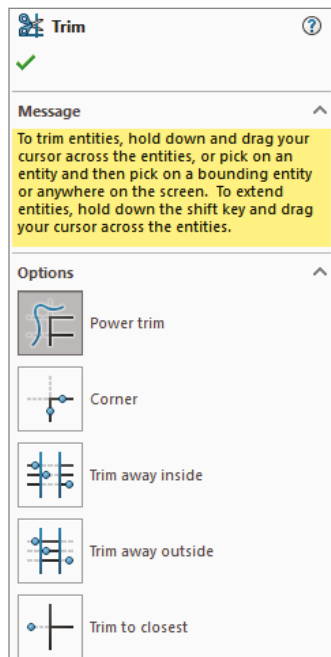 Trim
Message
To trim entities, hold down and drag your
cursor across the entities, or pick on an
entity and then pick on a bounding entity
or anywhere on the screen.  To extend
entities, hold down the shift key and drag
your cursor across the entities.
Options
Power trim
Corner
Trim away inside
Trim away outside
Trim to closest